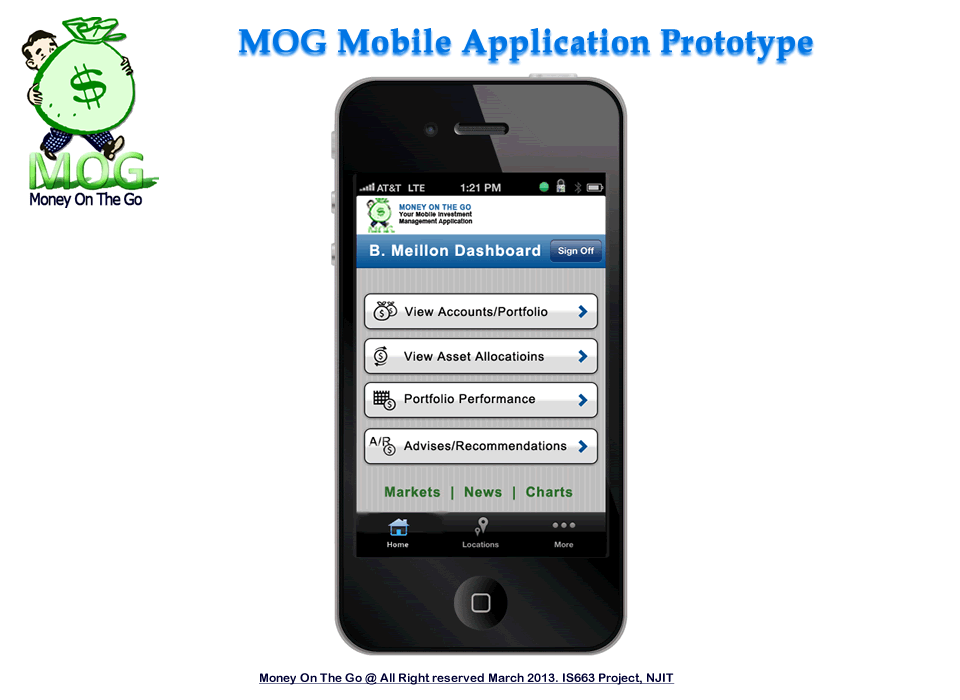 MOG Mobile Application Prototype
$
MOG
Money On The Go
AT&T LTE 1:21 PM
MONEY ON THE GO
Your Mobile Investment
Management Application
B. Meillon Dashboard Sign Off
$ View Accounts/Portfolio
$ View Asset Allocatioins
$ Portfolio Performance
A/R $ Advises/Recommendations
Markets | News | Charts
Home Locations More
Money On The Go @ All Right reserved March 2013. IS663 Project, NJIT